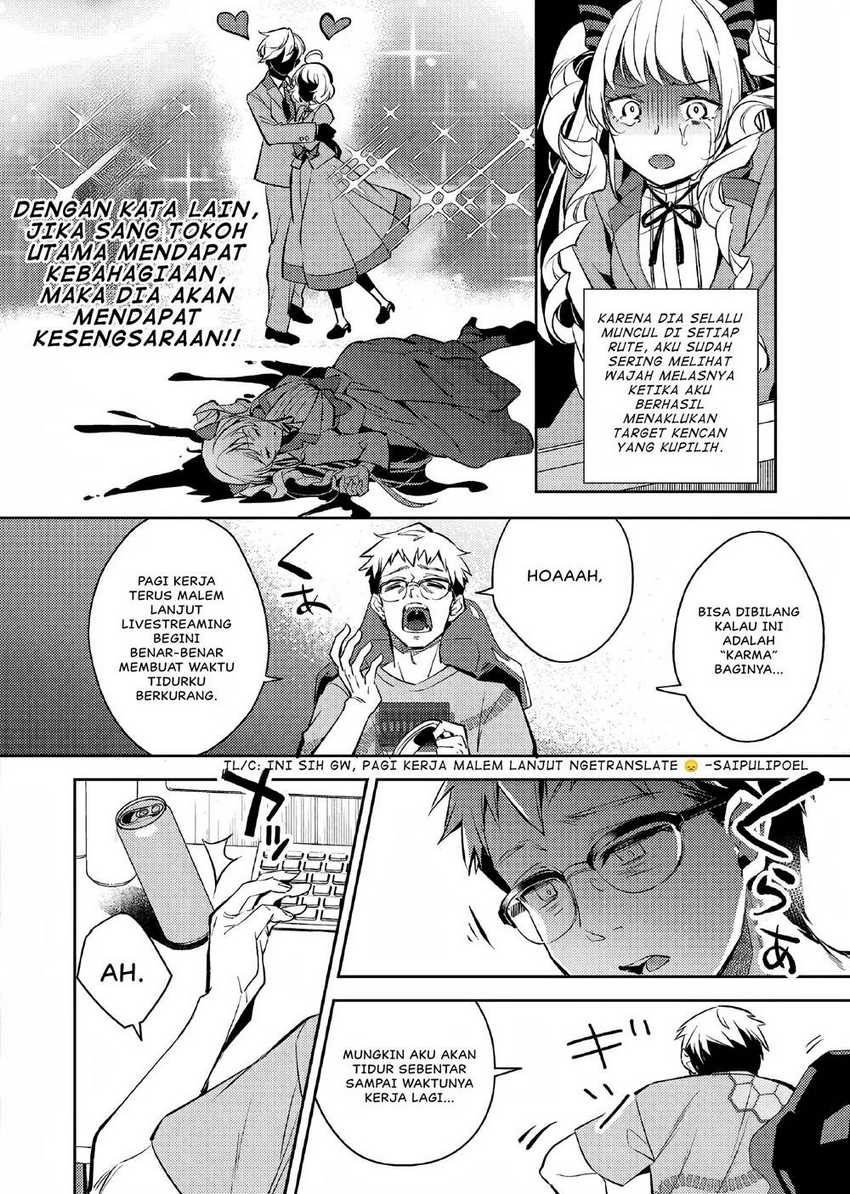 KARENA DIA SELALU
MUNCUL DI SETIAP
RUTE, AKU SUDAH
SERING MELIHAT
WAJAH MELASNYA
KETIKA AKU
BERHASIL
MENAKLUKAN
TARGET KENCAN
YANG KUPILIH.
DENGAN KATA LAIN,
JIKA SANG TOKOH
UTAMA MENDAPAT
KEBAHAGIAAN,
MAKA DIA AKAN
MENDAPAT
KESENGSARAAN!!
BISA DIBILANG
KALAU INI
ADALAH
“KARMA”
BAGINYA...
HOAAAH,
くぁ
PAGI KERJA
TERUS MALEM
LANJUT
LIVESTREAMING
BEGINI
BENAR-BENAR
MEMBUAT WAKTU
TIDURKU
BERKURANG.
TL/C: INI SIH GW, PAGI KERJA MALEM LANJUT NGETRANSLATE 😞 –SAIPULIPOEL
くらぁ
ガッ
AH.
MUNGKIN AKU AKAN
TIDUR SEBENTAR
SAMPAI WAKTUNYA
KERJA LAGI...